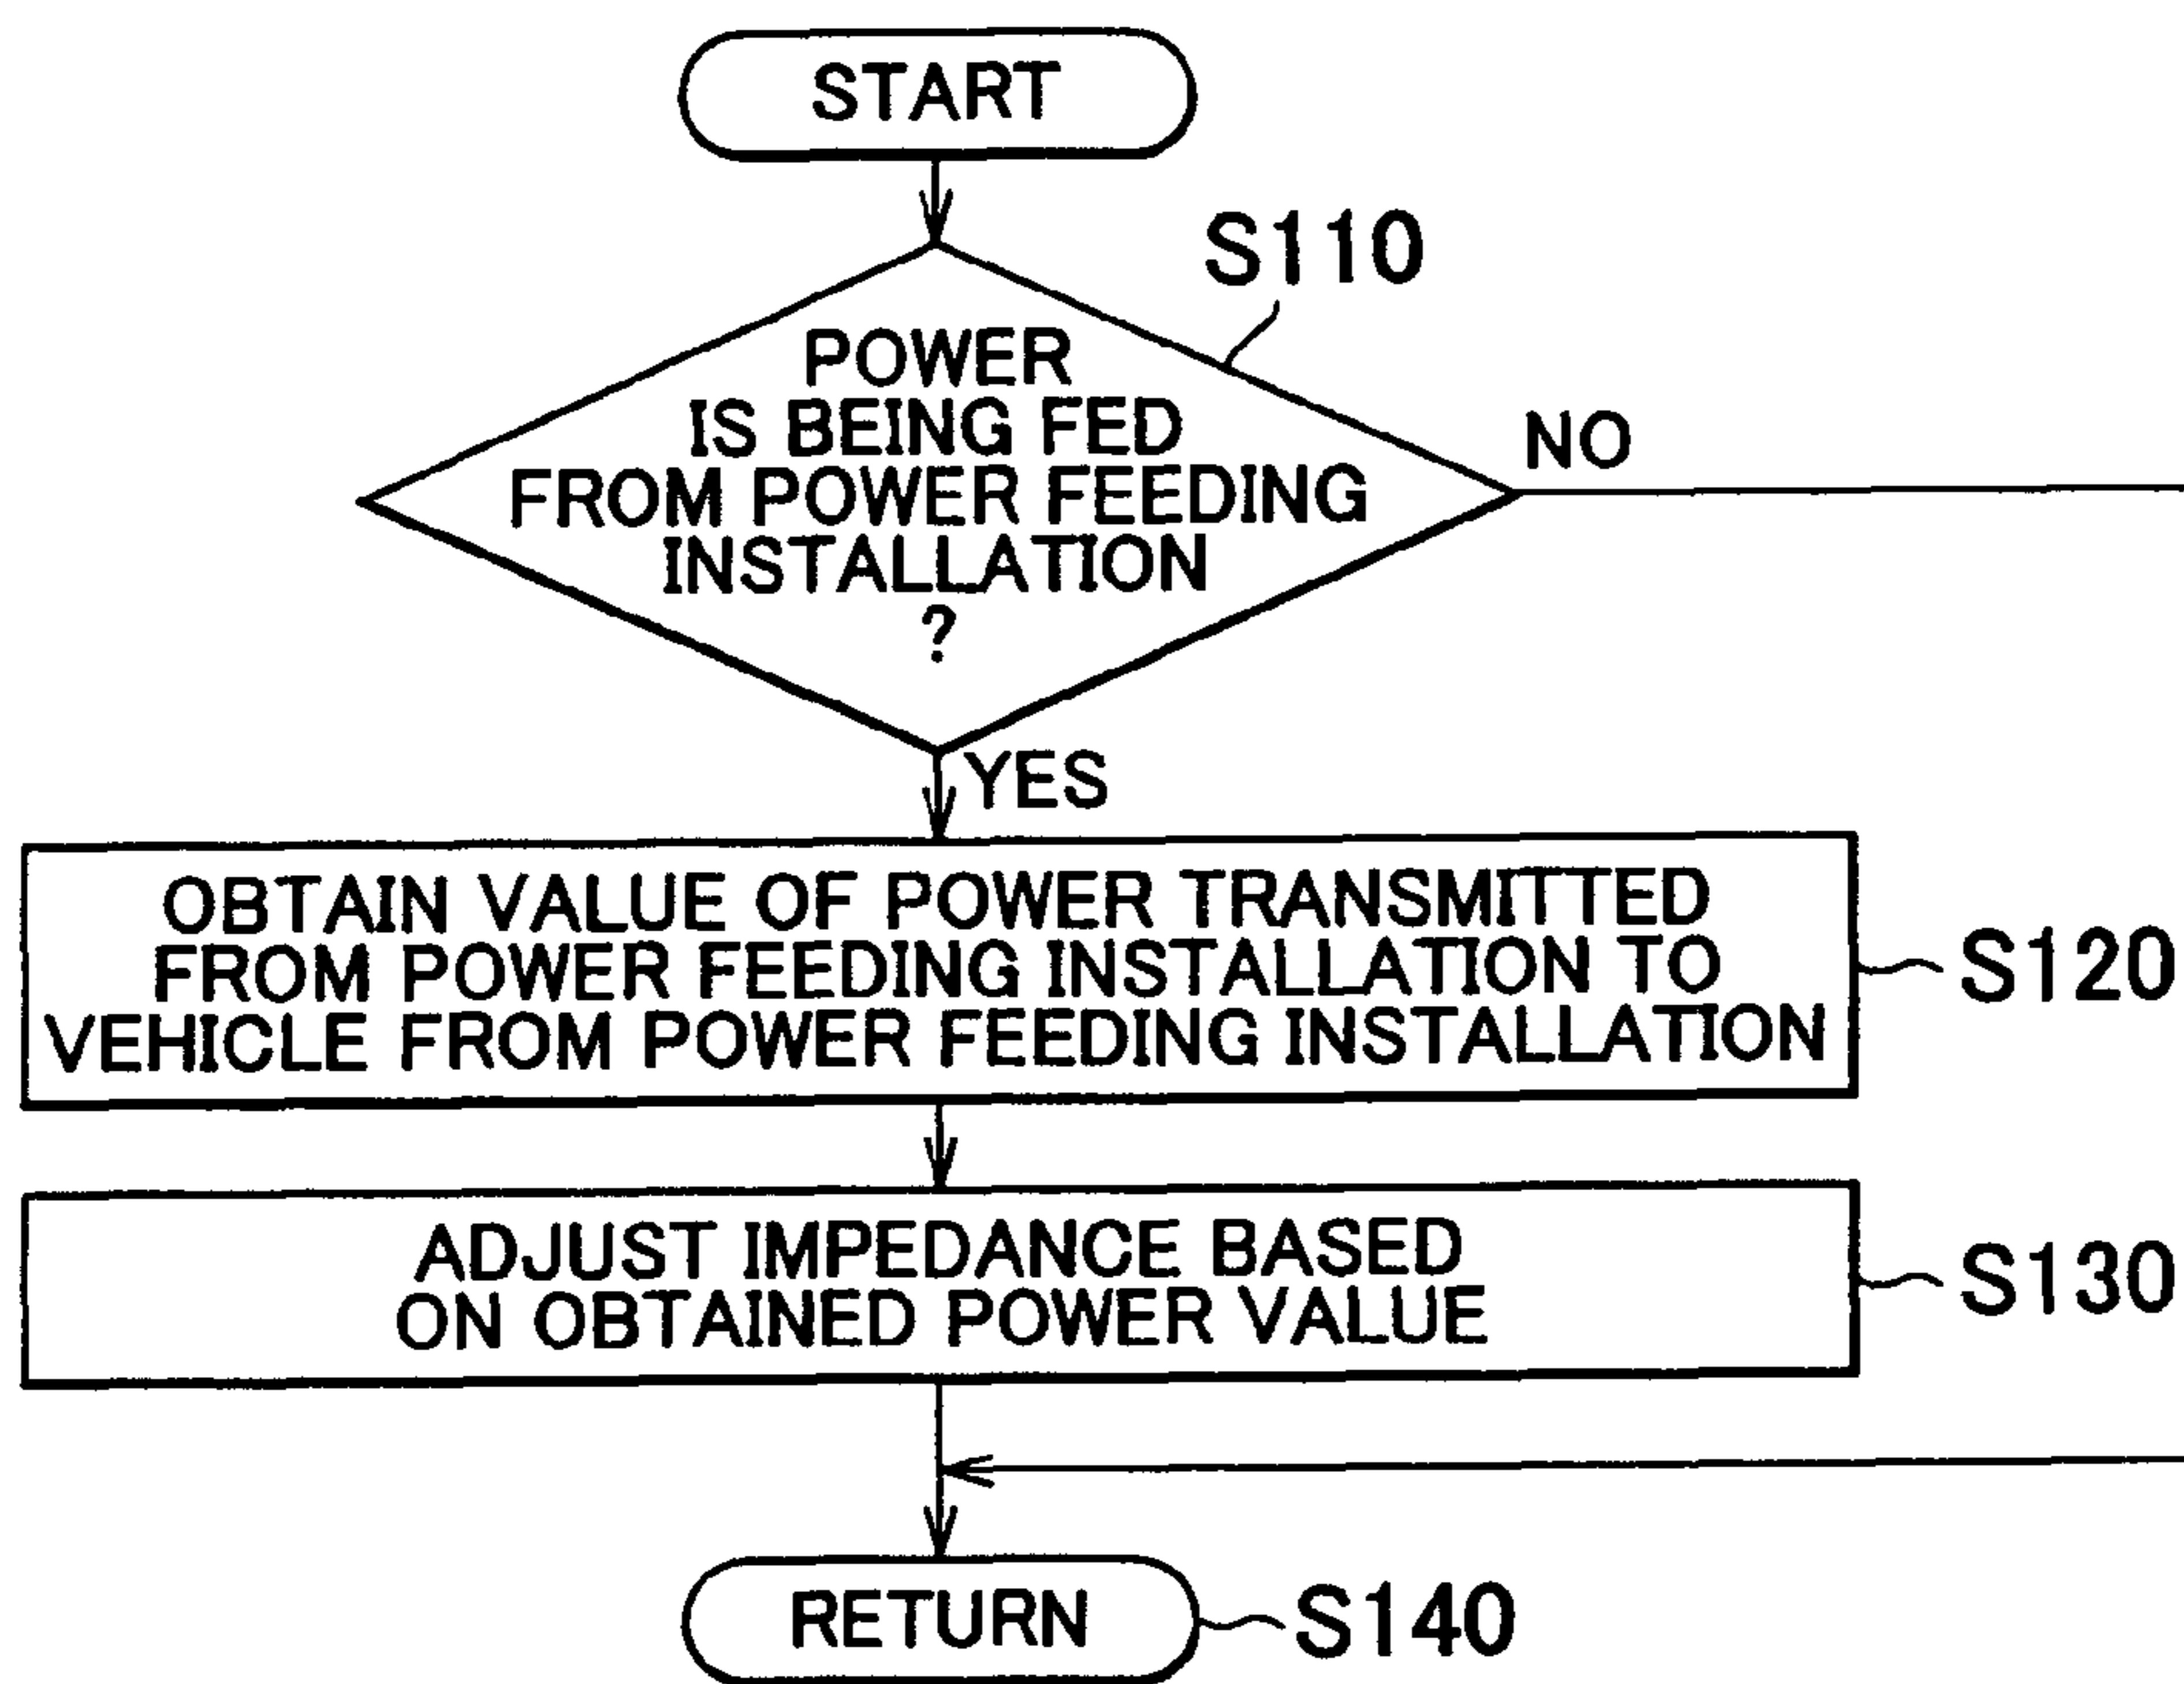 START
S110
POWER
IS BEING FED
FROM POWER FEEDING
INSTALLATION
?
NO
YES
OBTAIN VALUE OF POWER TRANSMITTED
FROM POWER FEEDING INSTALLATION TO
VEHICLE FROM POWER FEEDING INSTALLATION
S120
ADJUST IMPEDANCE BASED
ON OBTAINED POWER VALUE
S130
RETURN
S140